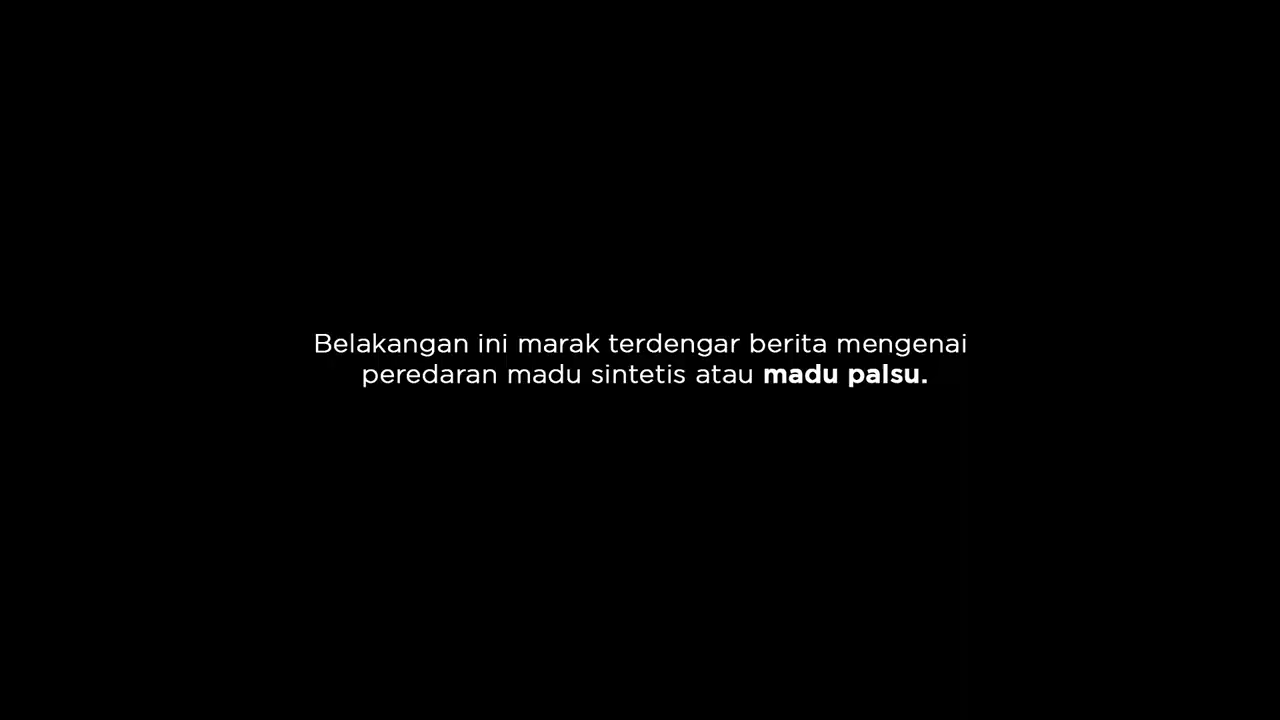 Belakangan ini marak terdengar berita mengenai
peredaran madu sintetis atau madu palsu.